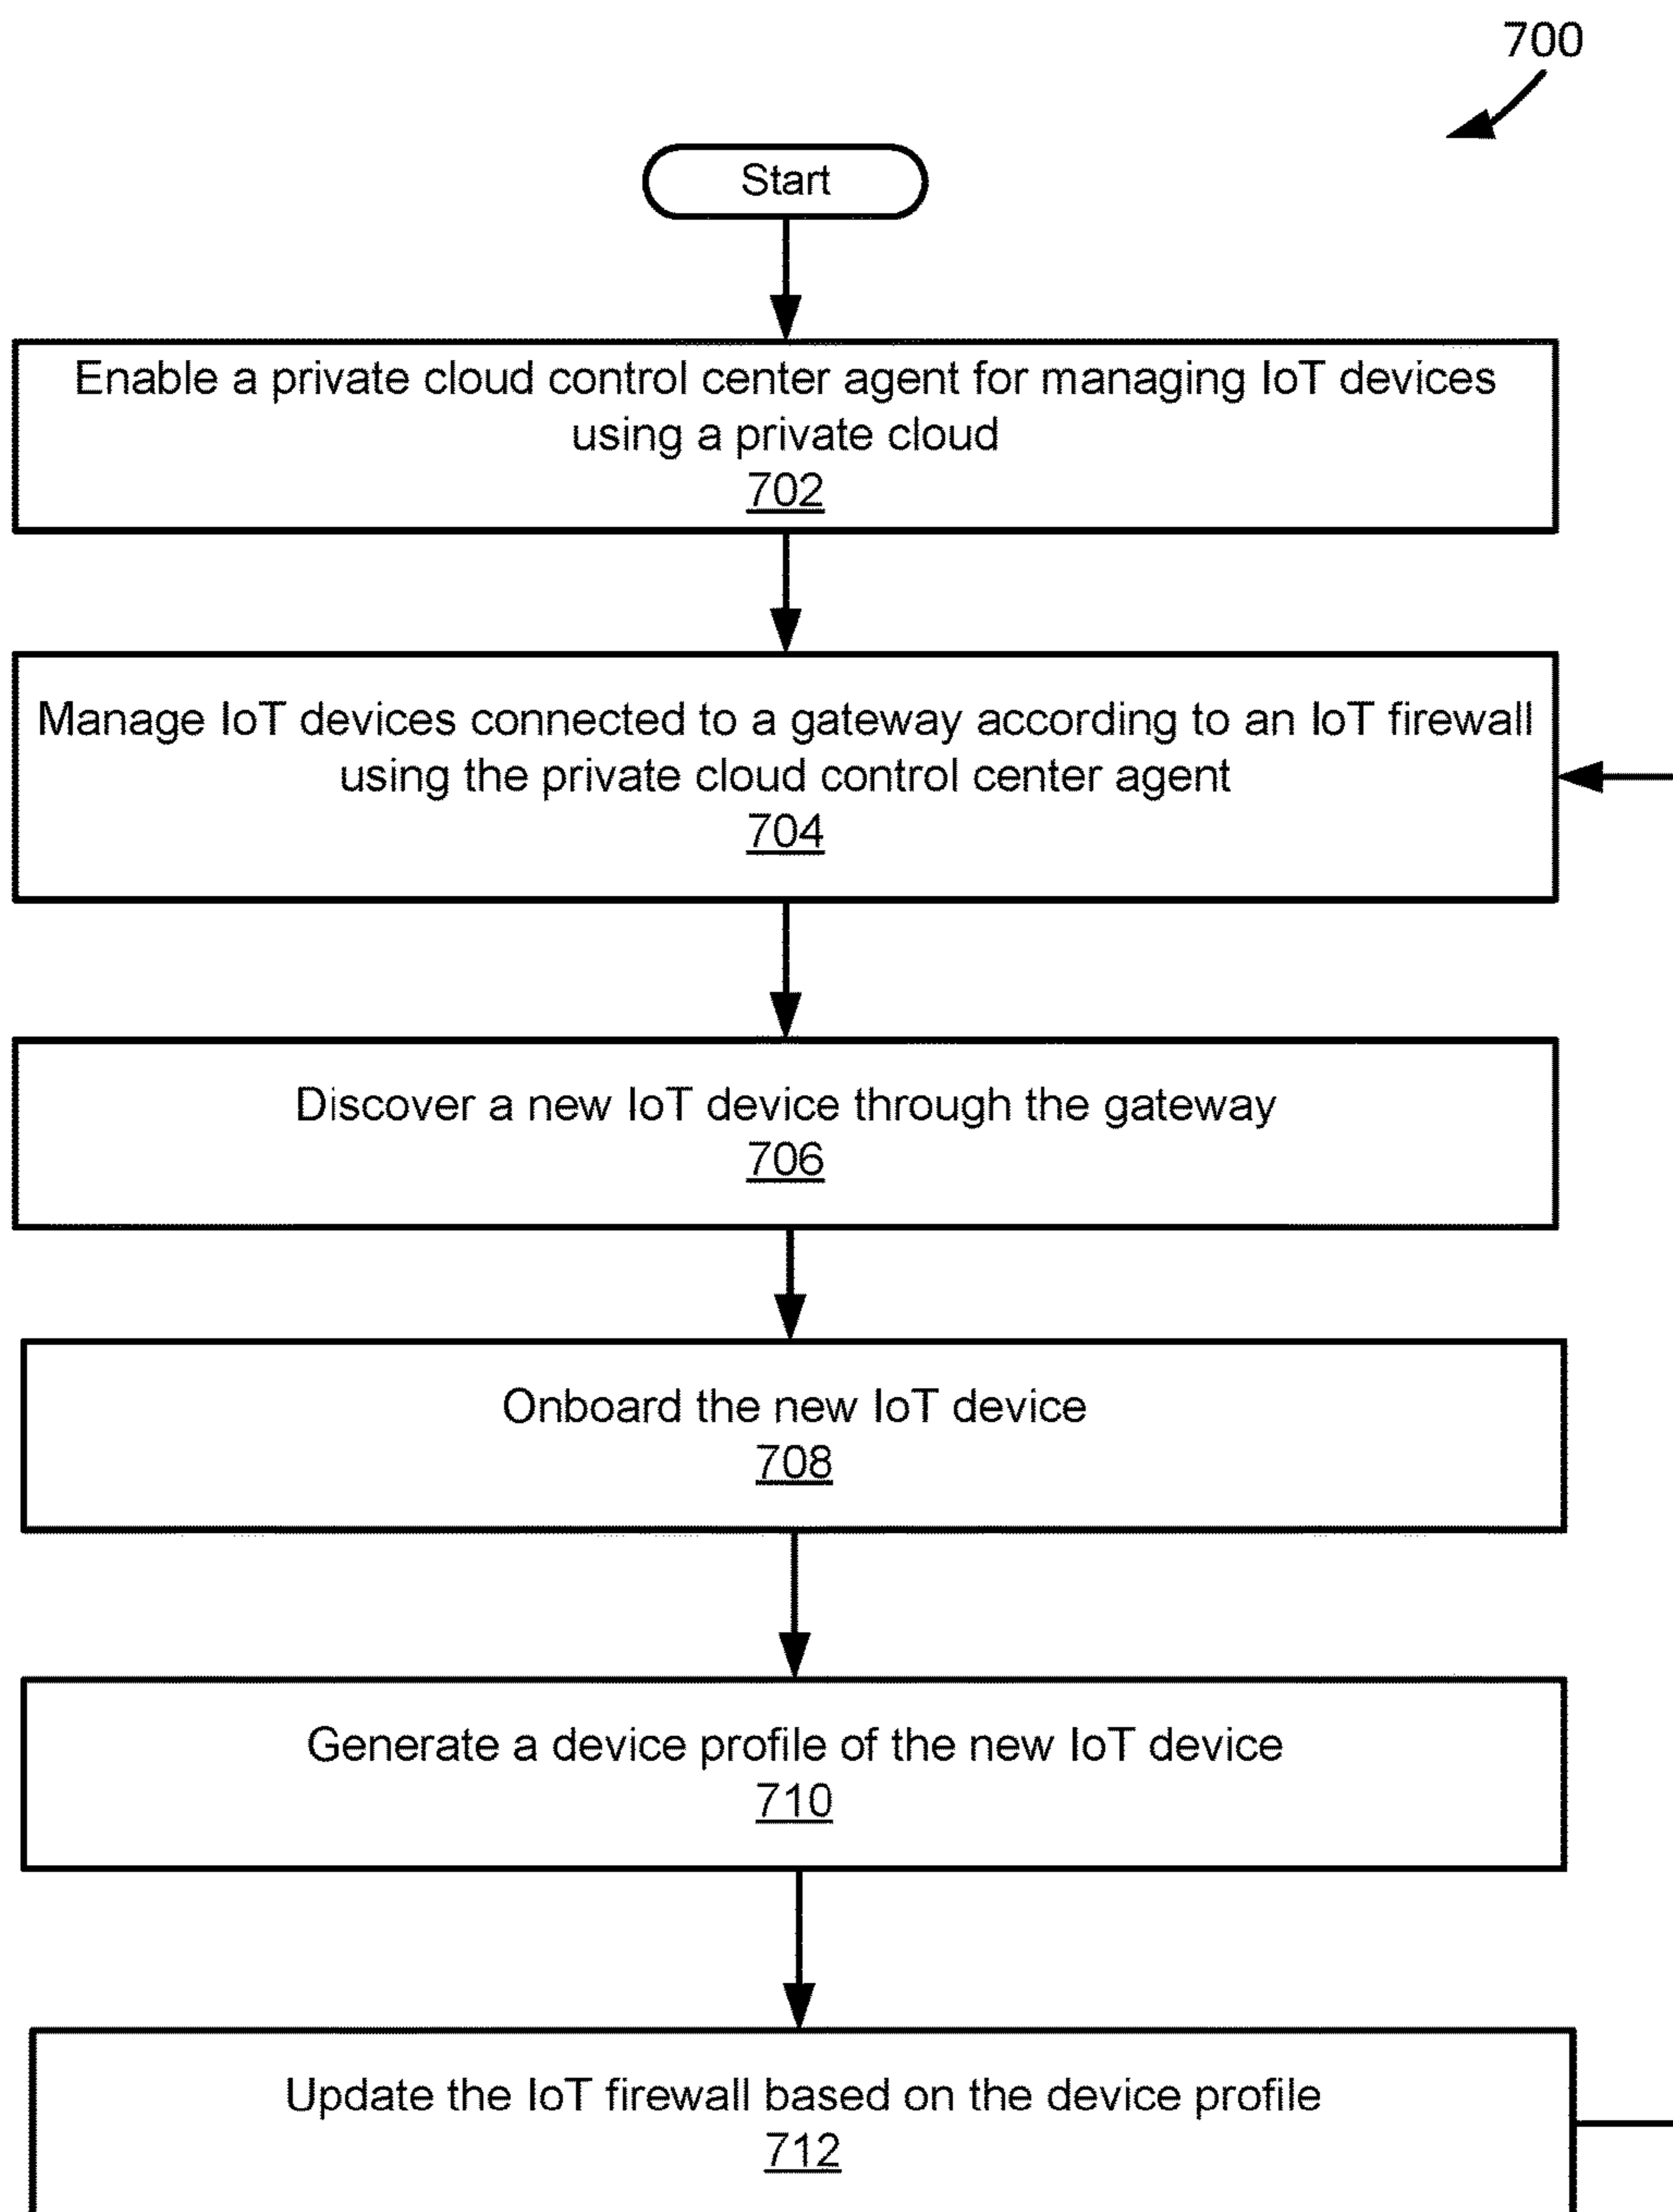 700
Start
Enable a private cloud control center agent for managing IoT devices
using a private cloud
702
Manage IoT devices connected to a gateway according to an IoT firewall
using the private cloud control center agent
704
Discover a new IoT device through the gateway
706
Onboard the new IoT device
708
Generate a device profile of the new IoT device
710
Update the IoT firewall based on the device profile
712